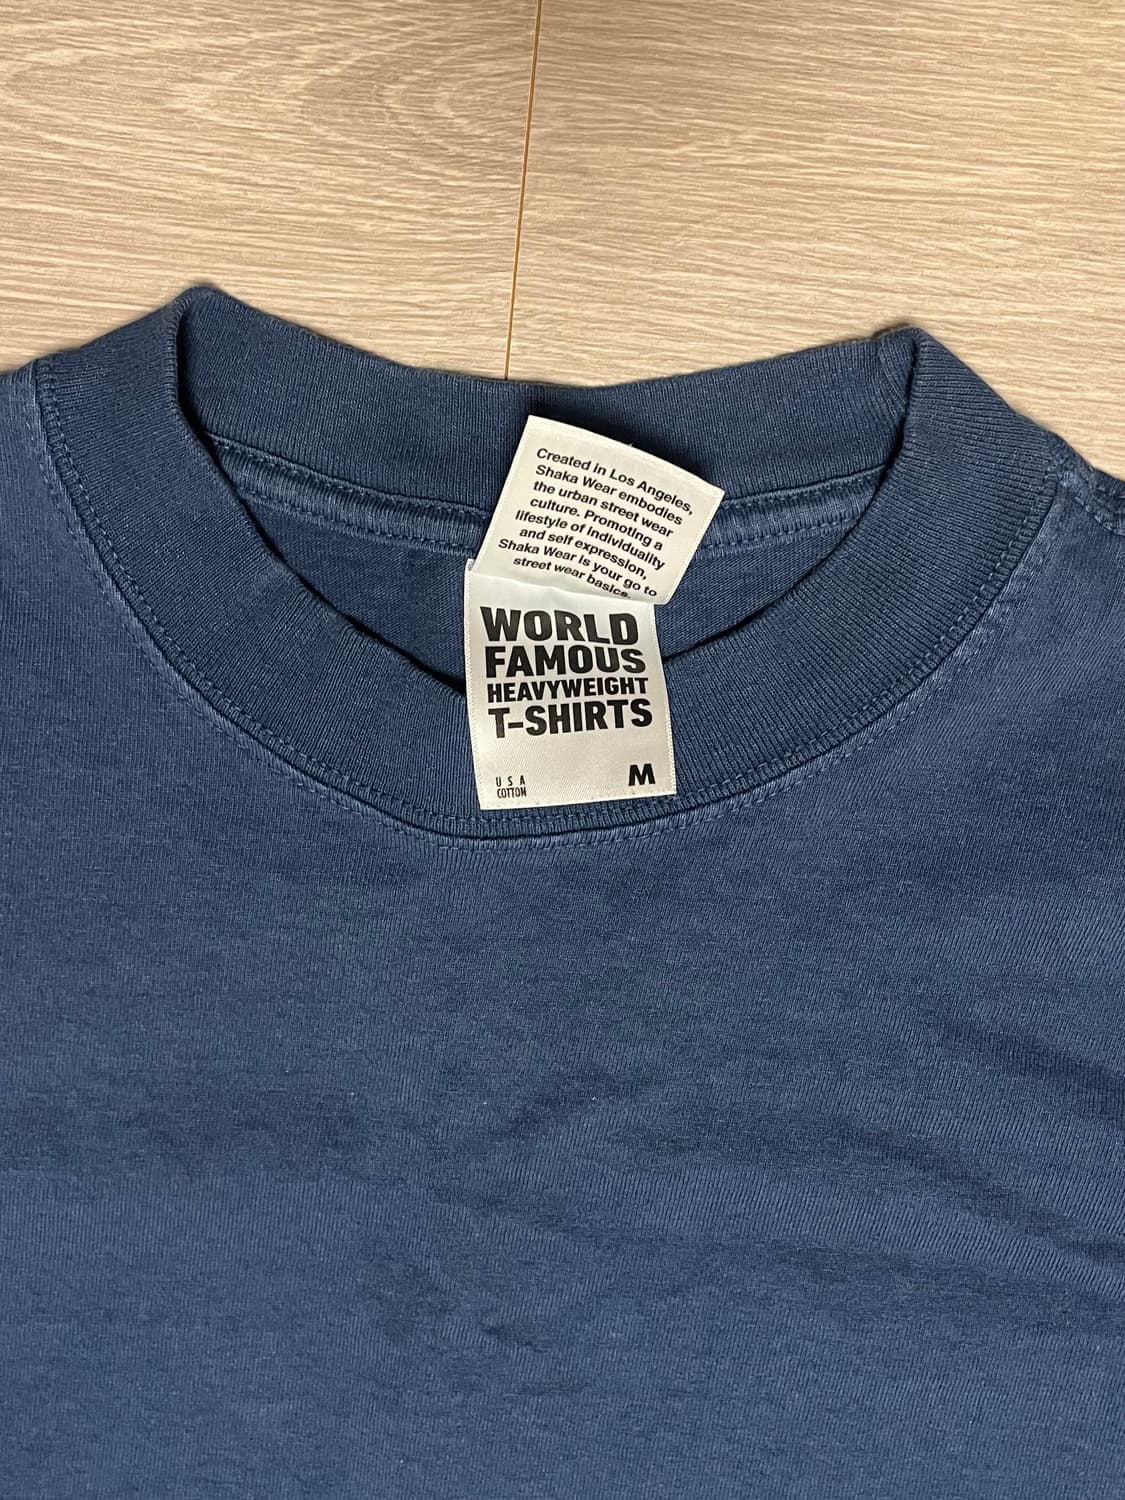 Created in Los Angeles,
Shaka Wear embodies
the urban street wear
culture. Promoting a
lifestyle of individuality
and self expression,
Shaka Wear is your go to
street wear basics.
WORLD
FAMOUS
HEAVYWEIGHT
T-SHIRTS
USA
COTTON
M